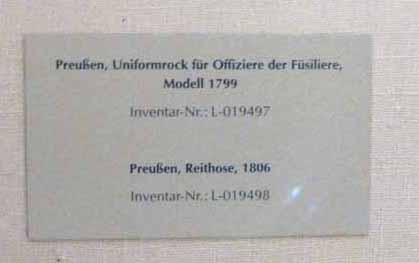 Preußen, Uniformrock für Offiziere der Füsiliere,
Modell 1799
Inventar-Nr.: L-019497
Preußen, Reithose, 1806
Inventar-Nr.: L-019498